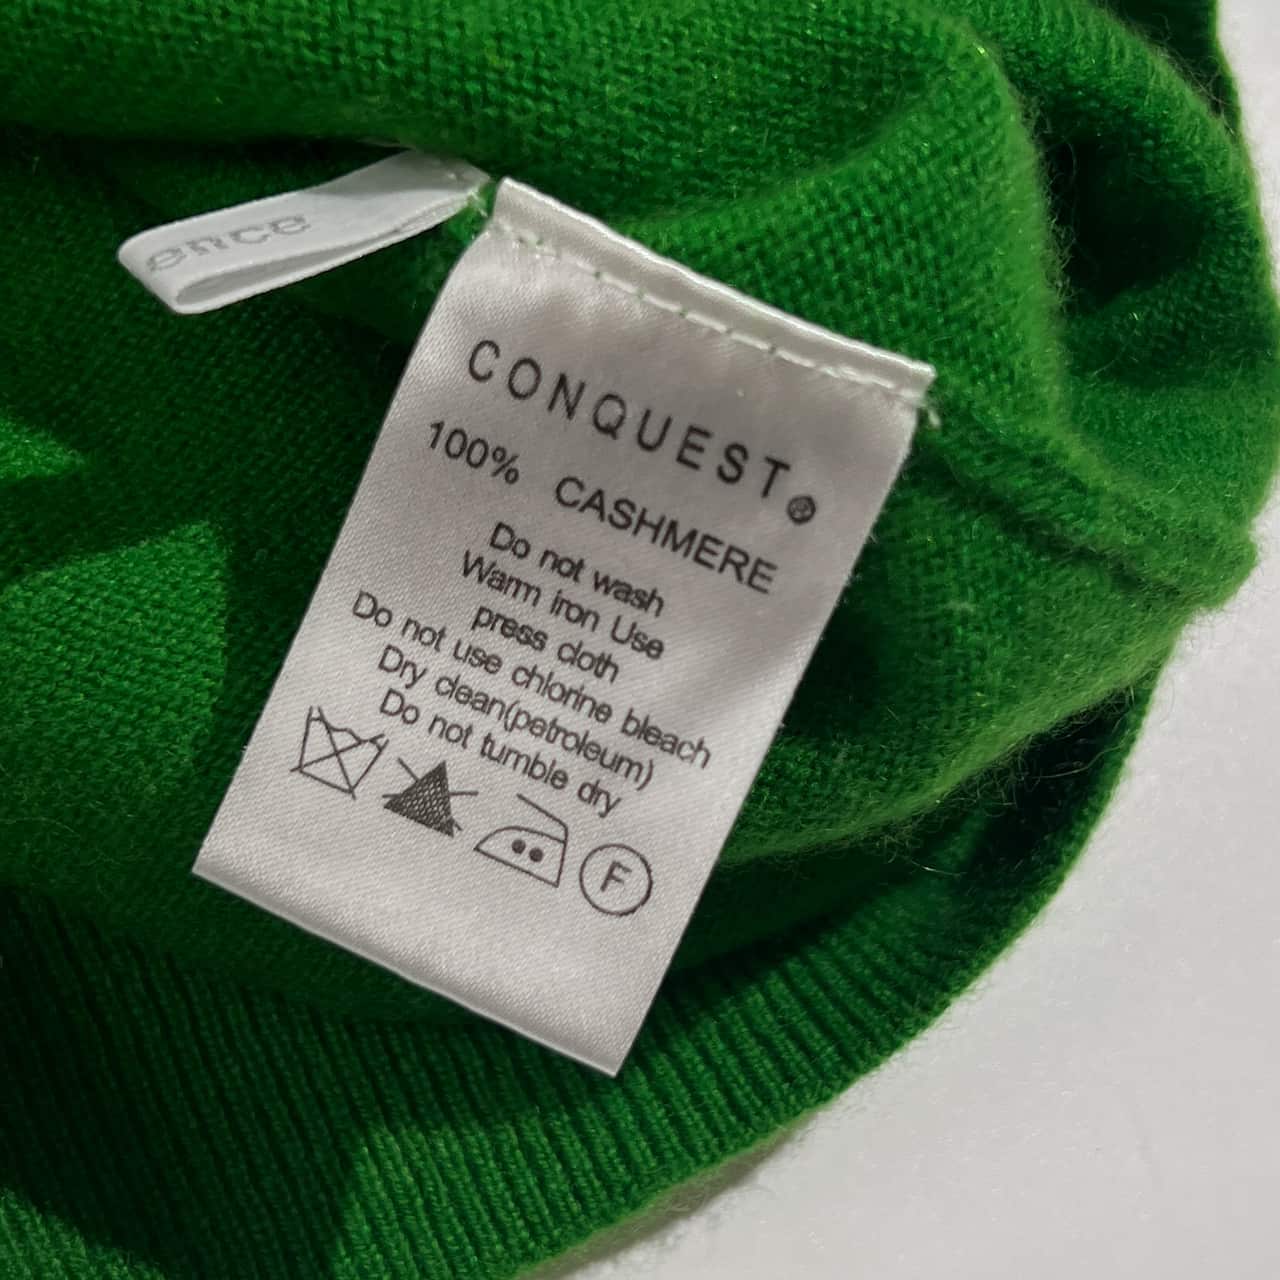 ence
CONQUEST®
100% CASHMERE
Do not wash
Warm iron Use
press cloth
Do not use chlorine bleach
Dry clean(petroleum)
Do not tumble dry
F